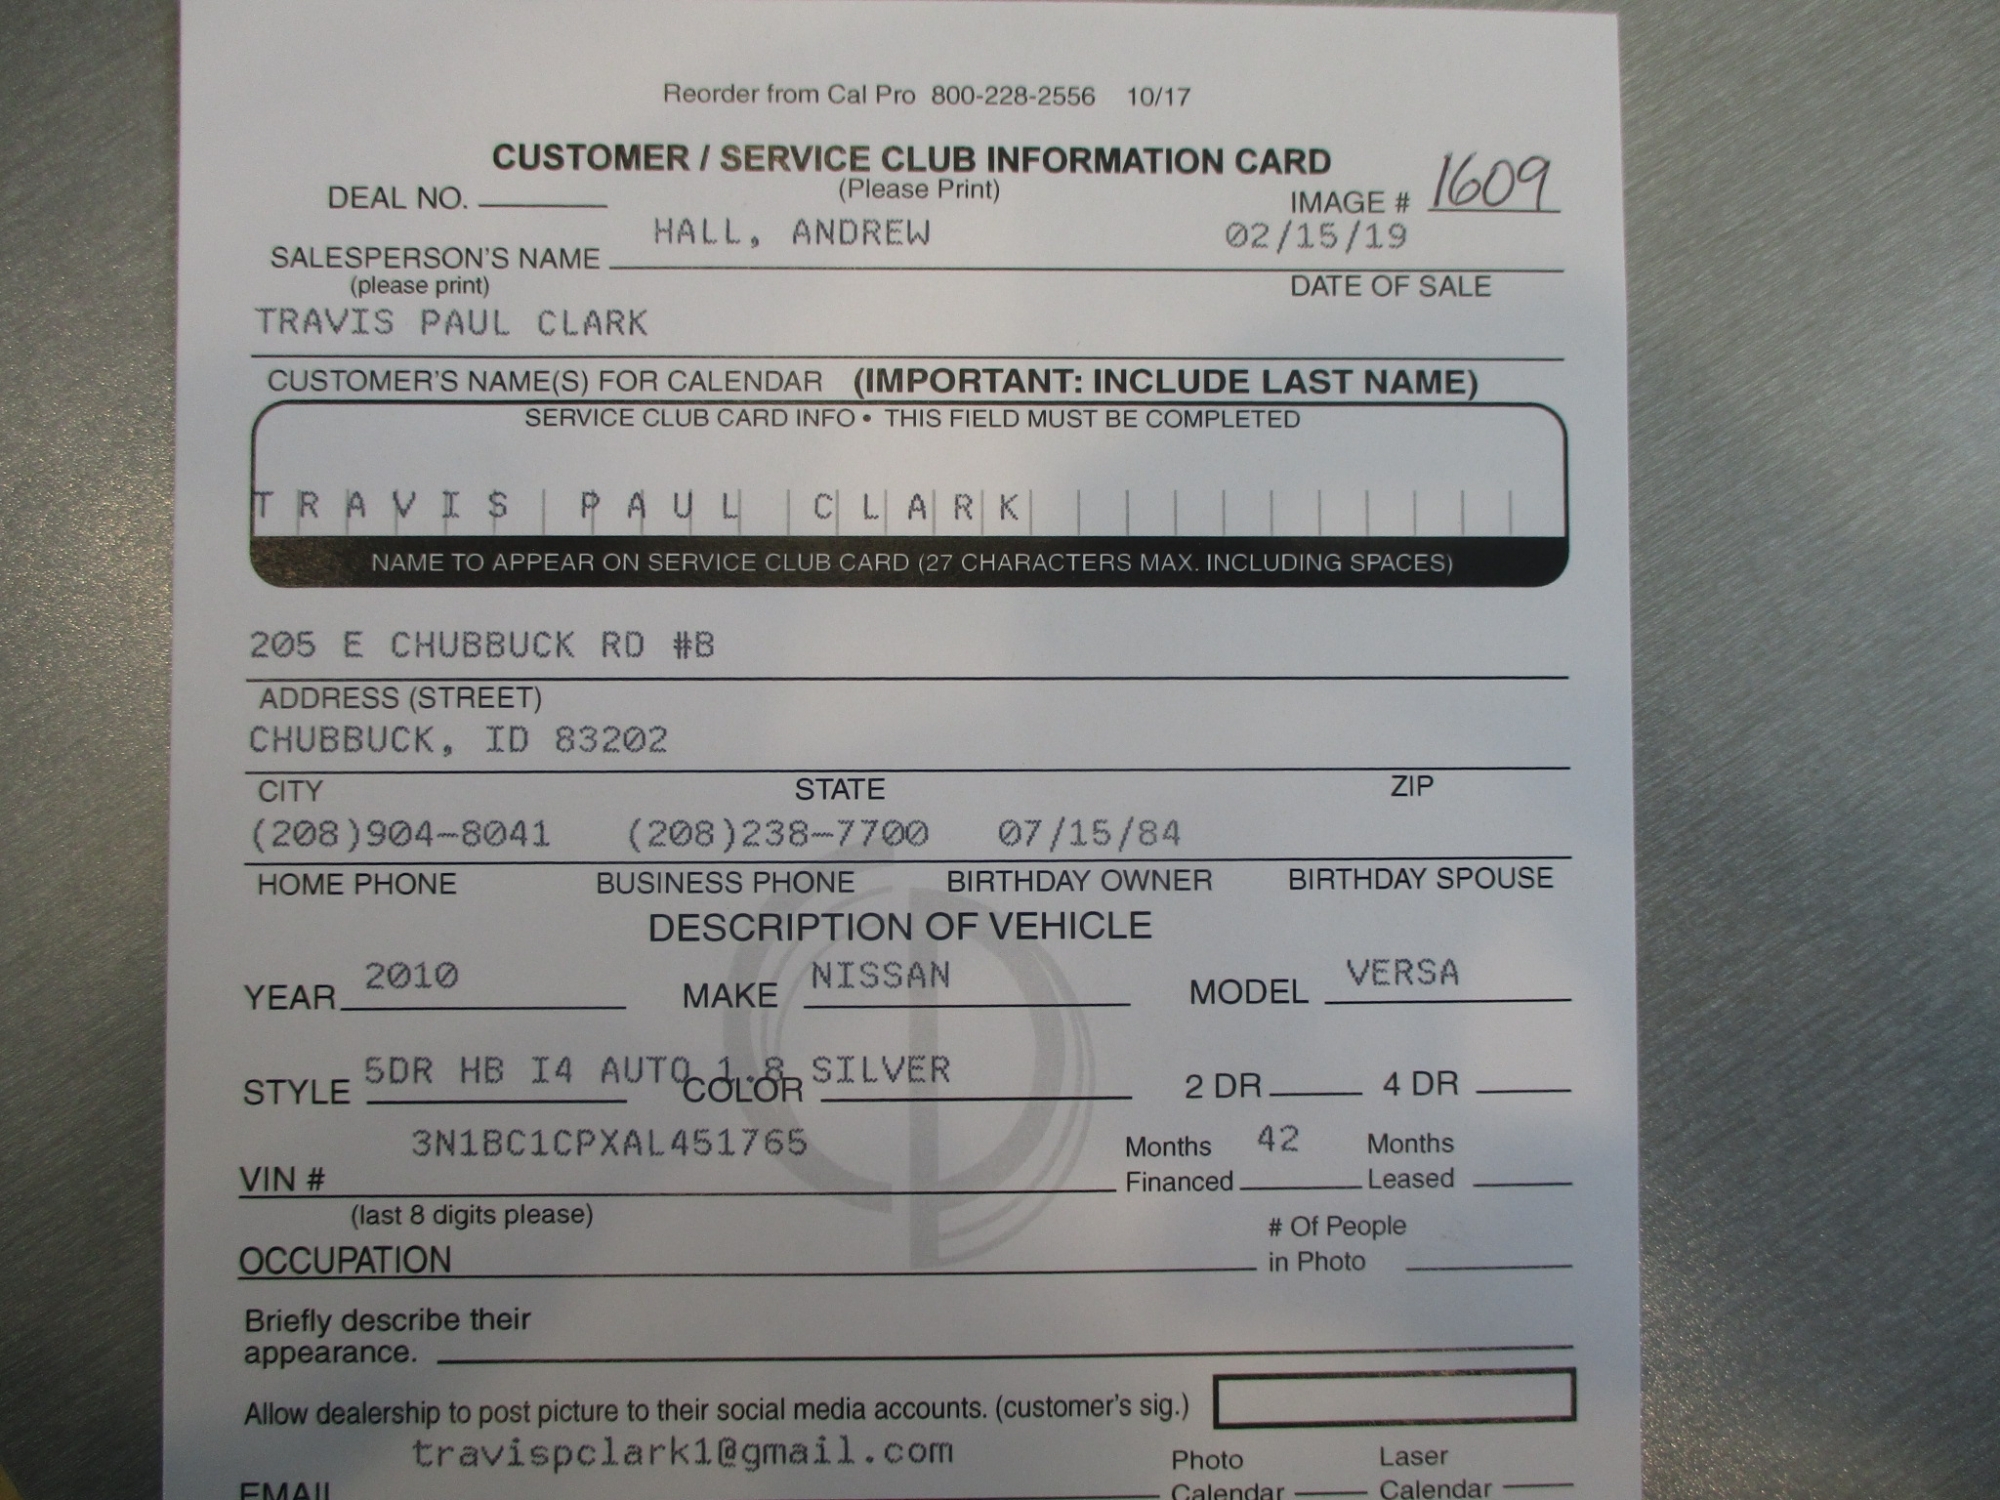 Reorder from Cal Pro 800-228-2556 10/17
CUSTOMER / SERVICE CLUB INFORMATION CARD
(Please Print)
DEAL NO. IMAGE # 1609
HALL, ANDREW 02/15/19
SALESPERSON'S NAME
(please print) DATE OF SALE
TRAVIS PAUL CLARK
CUSTOMER'S NAME(S) FOR CALENDAR (IMPORTANT: INCLUDE LAST NAME)
SERVICE CLUB CARD INFO • THIS FIELD MUST BE COMPLETED
TRAVIS PAUL CLARK
NAME TO APPEAR ON SERVICE CLUB CARD (27 CHARACTERS MAX. INCLUDING SPACES)
205 E CHUBBUCK RD #B
ADDRESS (STREET)
CHUBBUCK, ID 83202
CITY STATE ZIP
(208)904-8041 (208)238-7700 07/15/84
HOME PHONE BUSINESS PHONE BIRTHDAY OWNER BIRTHDAY SPOUSE
DESCRIPTION OF VEHICLE
YEAR 2010 MAKE NISSAN MODEL VERSA
STYLE 5DR HB I4 AUTO 1.8 COLOR SILVER 2 DR 4 DR
3N1BC1CPXAL451765 Months 42 Months
VIN # Financed Leased
(last 8 digits please) # Of People
OCCUPATION in Photo
Briefly describe their
appearance.
Allow dealership to post picture to their social media accounts. (customer's sig.)
travispclark1@gmail.com Photo Laser
EMAIL Calendar Calendar